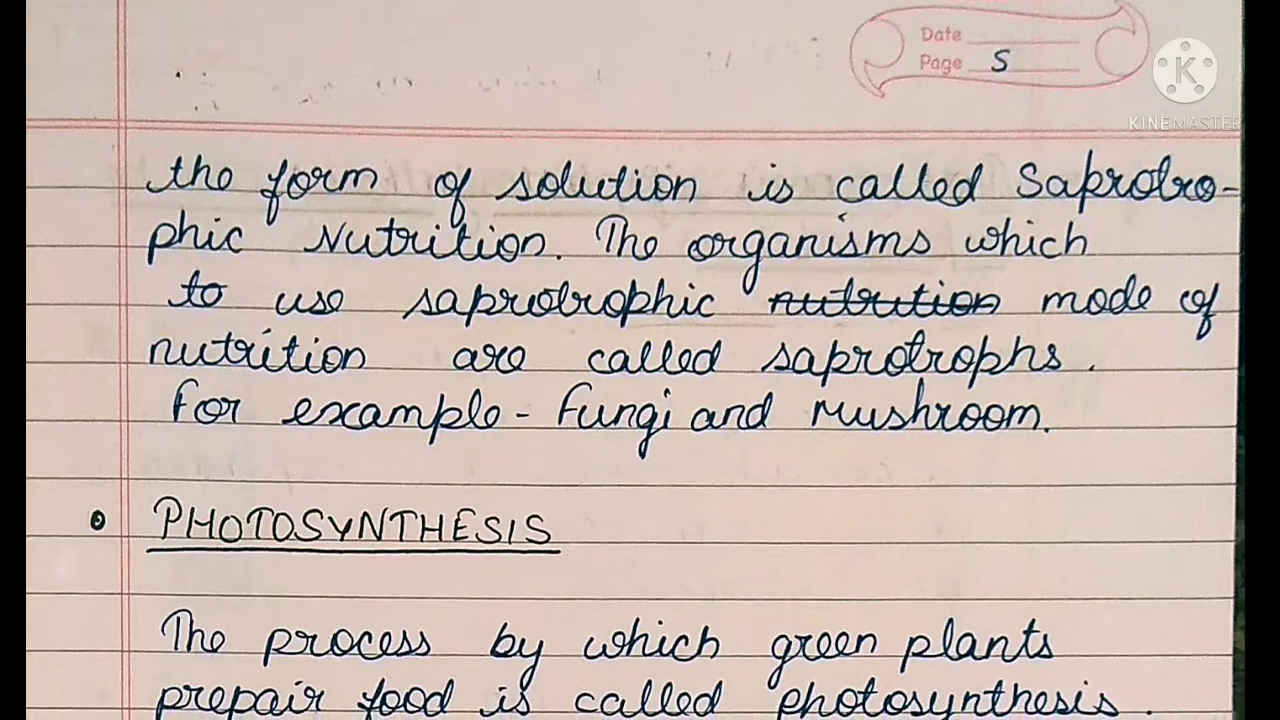 Date
Page 5
KINEMASTER
the form of solution is called Saprotro-
phic Nutrition. The organisms which
to use saprotrophic nutrition mode of
nutrition are called saprotrophs.
For example - Fungi and Mushroom.
PHOTOSYNTHESIS
The process by which green plants
prepair food is called photosynthesis.